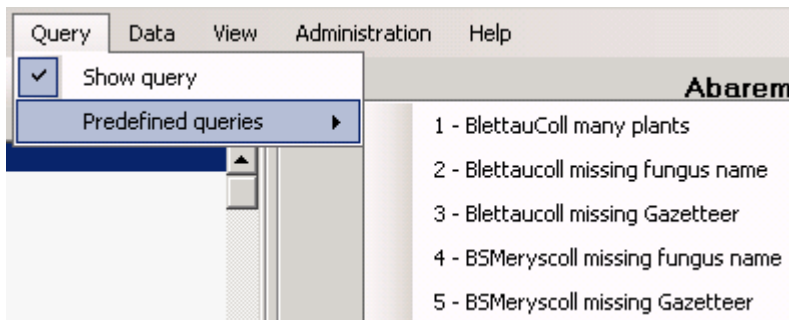 Query Data View Administration Help
Show query
Abarem
Predefined queries
1 - BlettauColl many plants
2 - Blettaucoll missing fungus name
3 - Blettaucoll missing Gazetteer
4 - BSMeryscoll missing fungus name
5 - BSMeryscoll missing Gazetteer